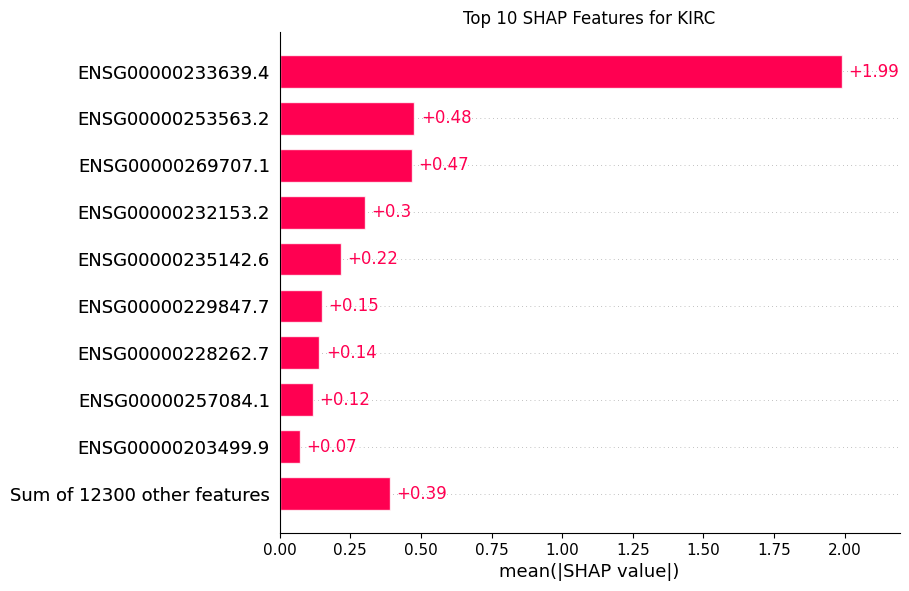 Top 10 SHAP Features for KIRC
ENSG00000233639.4 +1.99
ENSG00000253563.2 +0.48
ENSG00000269707.1 +0.47
ENSG00000232153.2 +0.3
ENSG00000235142.6 +0.22
ENSG00000229847.7 +0.15
ENSG00000228262.7 +0.14
ENSG00000257084.1 +0.12
ENSG00000203499.9 +0.07
Sum of 12300 other features +0.39
0.00 0.25 0.50 0.75 1.00 1.25 1.50 1.75 2.00
mean(|SHAP value|)